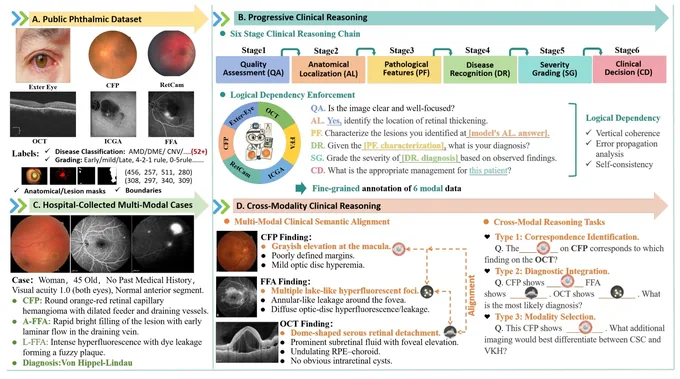 A. Public Phthalmic Dataset
Exter Eye
CFP
RetCam
OCT
ICGA
FFA
Labels:
✓ Disease Classification: AMD/DME/ CNV/.....(52+)
✓ Grading: Early/mild/Late, 4-2-1 rule, 0-5rule.......
(456, 257, 511, 280)
(308, 297, 340, 309)
✓ Anatomical/Lesion masks
✓ Boundaries
B. Progressive Clinical Reasoning
Six Stage Clinical Reasoning Chain
Stage1
Stage2
Stage3
Stage4
Stage5
Stage6
Quality Assessment (QA)
Anatomical Localization (AL)
Pathological Features (PF)
Disease Recognition (DR)
Severity Grading (SG)
Clinical Decision (CD)
Logical Dependency Enforcement
Exter-Eye
OCT
FFA
ICGA
RetCam
CFP
QA. Is the image clear and well-focused?
AL. Yes, identify the location of retinal thickening.
PF. Characterize the lesions you identified at [model's AL. answer].
DR. Given the [PF. characterization], what is your diagnosis?
SG. Grade the severity of [DR. diagnosis] based on observed findings.
CD. What is the appropriate management for this patient?
Fine-grained annotation of 6 modal data
Logical Dependency
✓ Vertical coherence
✓ Error propagation analysis
✓ Self-consistency
C. Hospital-Collected Multi-Modal Cases
Case: Woman, 45 Old, No Past Medical History,
Visual acuity 1.0 (both eyes), Normal anterior segment.
• CFP: Round orange-red retinal capillary
hemangioma with dilated feeder and draining vessels.
• A-FFA: Rapid bright filling of the lesion with early
laminar flow in the draining vein.
• L-FFA: Intense hyperfluorescence with dye leakage
forming a fuzzy plaque.
• Diagnosis:Von Hippel-Lindau
D. Cross-Modality Clinical Reasoning
Multi-Modal Clinical Semantic Alignment
CFP Finding:
Grayish elevation at the macula.
Poorly defined margins.
Mild optic disc hyperemia.
FFA Finding:
Multiple lake-like hyperfluorescent foci.
Annular-like leakage around the fovea.
Diffuse optic-disc hyperfluorescence/leakage.
OCT Finding:
Dome-shaped serous retinal detachment.
Prominent subretinal fluid with foveal elevation.
Undulating RPE–choroid.
No obvious intraretinal cysts.
Alignment
Cross-Modal Reasoning Tasks
Type 1: Correspondence Identification.
Q. The on CFP corresponds to which
finding on the OCT?
Type 2: Diagnostic Integration.
Q. CFP shows FFA
shows . OCT shows . What
is the most likely diagnosis?
Type 3: Modality Selection.
Q. This CFP shows . What additional
imaging would best differentiate between CSC and
VKH?